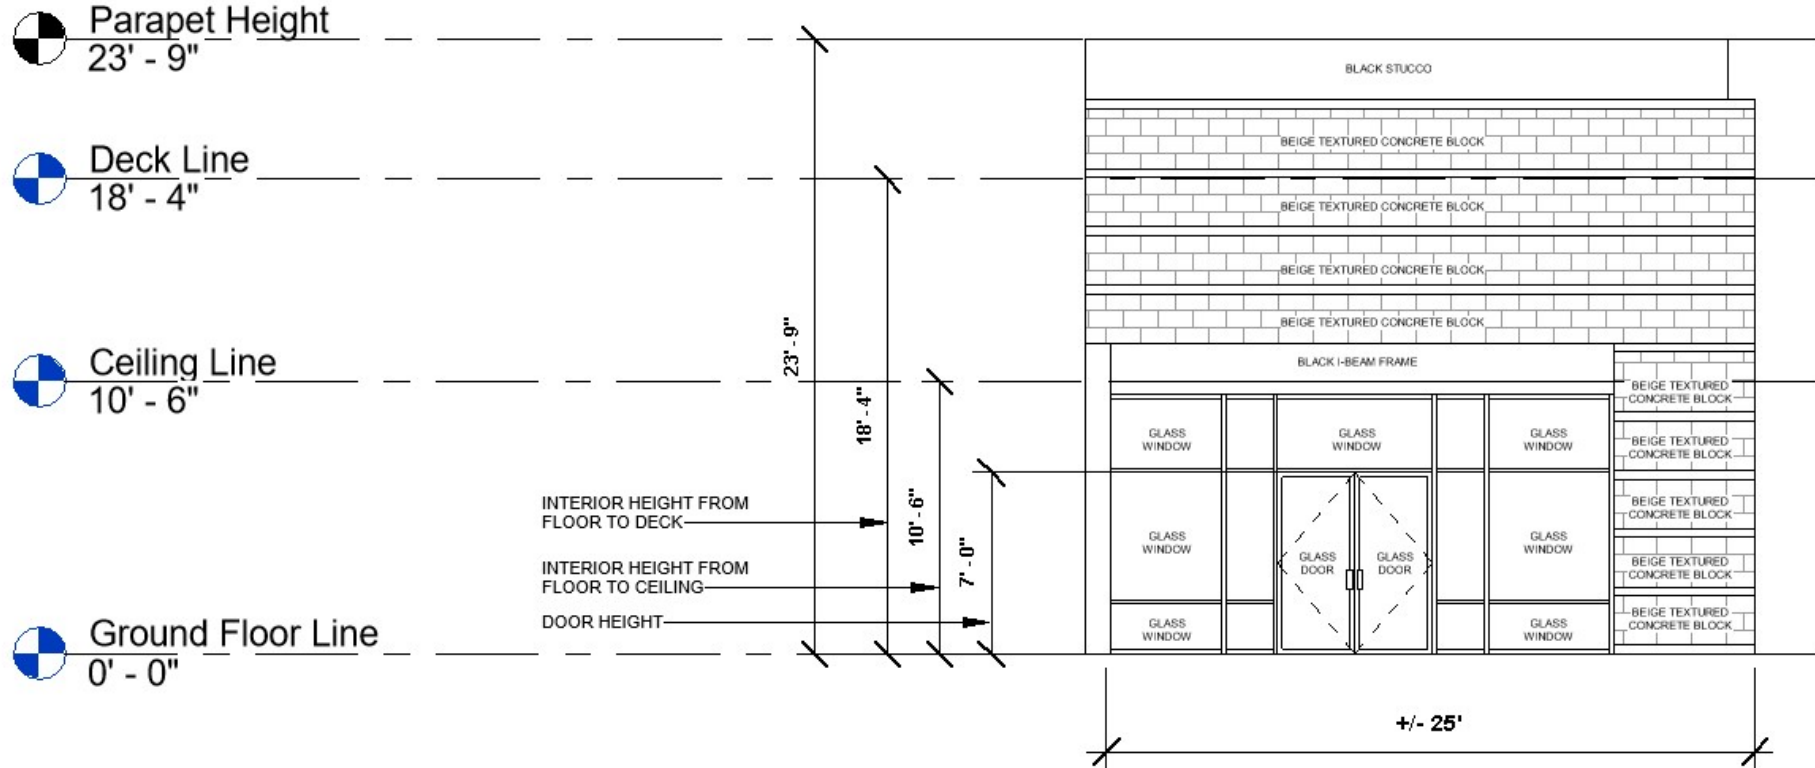 Parapet Height
23' - 9"
BLACK STUCCO
BEIGE TEXTURED CONCRETE BLOCK
Deck Line
18' - 4"
BEIGE TEXTURED CONCRETE BLOCK
BEIGE TEXTURED CONCRETE BLOCK
BEIGE TEXTURED CONCRETE BLOCK
23' - 9"
Ceiling Line
10' - 6"
BLACK I-BEAM FRAME
BEIGE TEXTURED
CONCRETE BLOCK
18' - 4"
GLASS
WINDOW
GLASS
WINDOW
GLASS
WINDOW
BEIGE TEXTURED
CONCRETE BLOCK
INTERIOR HEIGHT FROM
FLOOR TO DECK
10' - 6"
BEIGE TEXTURED
CONCRETE BLOCK
GLASS
WINDOW
GLASS
WINDOW
INTERIOR HEIGHT FROM
FLOOR TO CEILING
7' - 0"
GLASS
DOOR
GLASS
DOOR
BEIGE TEXTURED
CONCRETE BLOCK
DOOR HEIGHT
GLASS
WINDOW
GLASS
WINDOW
BEIGE TEXTURED
CONCRETE BLOCK
Ground Floor Line
0' - 0"
+/- 25'